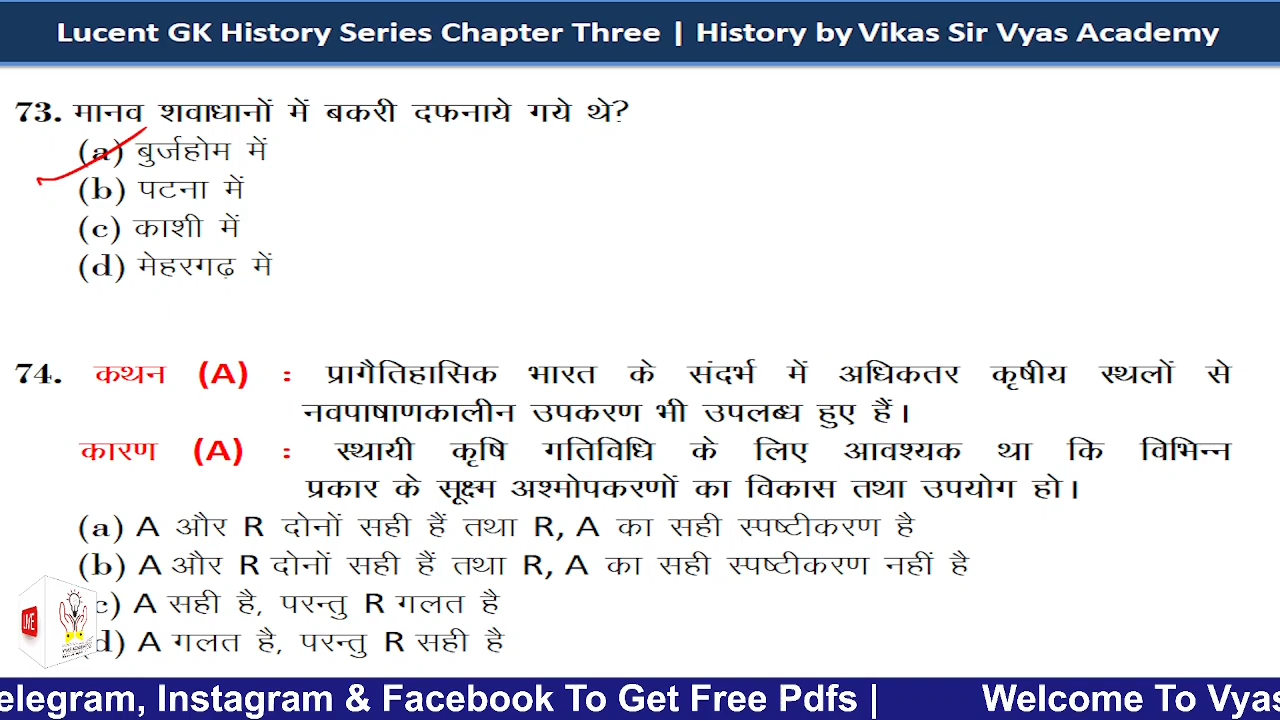 Lucent GK History Series Chapter Three | History by Vikas Sir Vyas Academy
73. मानव शवाधानों में बकरी दफनाये गये थे?
(a) बुर्जहोम में
(b) पटना में
(c) काशी में
(d) मेहरगढ़ में
74. कथन (A) : प्रागैतिहासिक भारत के संदर्भ में अधिकतर कृषीय स्थलों से
नवपाषाणकालीन उपकरण भी उपलब्ध हुए हैं।
कारण (A) : स्थायी कृषि गतिविधि के लिए आवश्यक था कि विभिन्न
प्रकार के सूक्ष्म अश्मोपकरणों का विकास तथा उपयोग हो।
(a) A और R दोनों सही हैं तथा R, A का सही स्पष्टीकरण है
(b) A और R दोनों सही हैं तथा R, A का सही स्पष्टीकरण नहीं है
c) A सही है, परन्तु R गलत है
d) A गलत है, परन्तु R सही है
LIVE
elegram, Instagram & Facebook To Get Free Pdfs | Welcome To Vyas